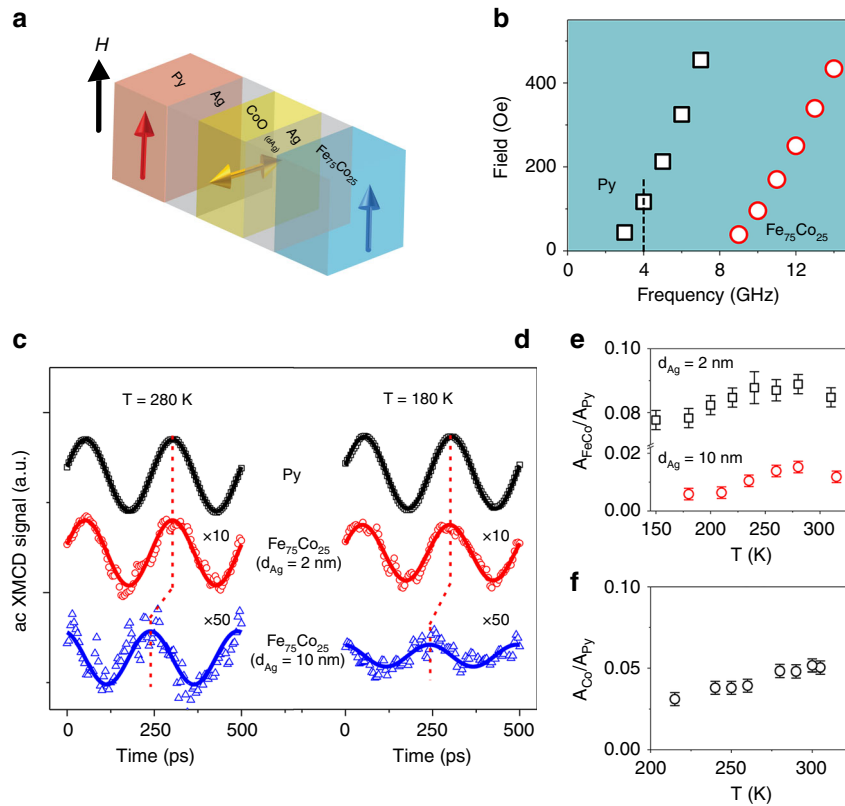 a
H
Py
Ag
CoO
Ag
(dAg)
Fe75Co25
b
Field (Oe)
400
200
0
Py
Fe75Co25
0 4 8 12
Frequency (GHz)
c
d
ac XMCD signal (a.u.)
T = 280 K
T = 180 K
Py
×10
Fe75Co25
(dAg = 2 nm)
×10
×50
Fe75Co25
(dAg = 10 nm)
×50
0 250 500
0 250 500
Time (ps)
Time (ps)
e
AFeCo/APy
0.10
dAg = 2 nm
0.08
0.02
dAg = 10 nm
0.00
150 200 250 300
T (K)
f
ACo/APy
0.10
0.05
0.00
200 250 300
T (K)